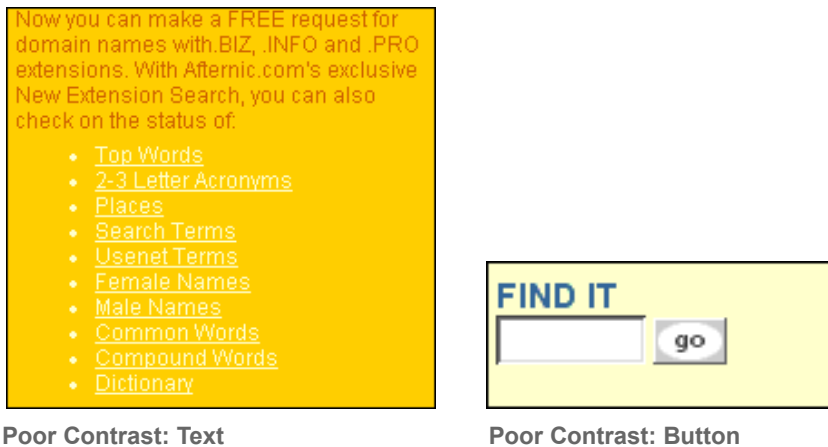 Now you can make a FREE request for
domain names with.BIZ, .INFO and .PRO
extensions. With Afternic.com's exclusive
New Extension Search, you can also
check on the status of:
• Top Words
• 2-3 Letter Acronyms
• Places
• Search Terms
• Usenet Terms
• Female Names
• Male Names
• Common Words
• Compound Words
• Dictionary
Poor Contrast: Text
FIND IT
go
Poor Contrast: Button